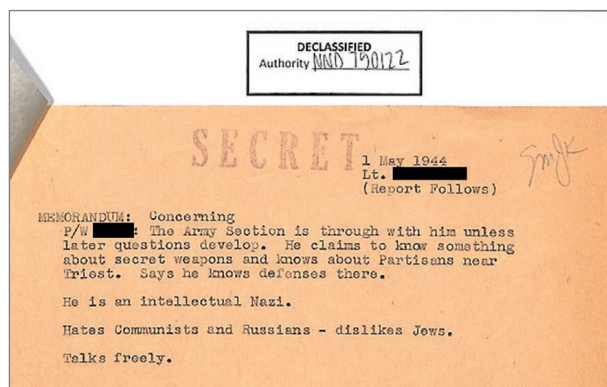 DECLASSIFIED
Authority NND 750122
SECRET
1 May 1944
Lt.
(Report Follows)
MEMORANDUM: Concerning
P/W : The Army Section is through with him unless
later questions develop. He claims to know something
about secret weapons and knows about Partisans near
Triest. Says he knows defenses there.
He is an intellectual Nazi.
Hates Communists and Russians - dislikes Jews.
Talks freely.